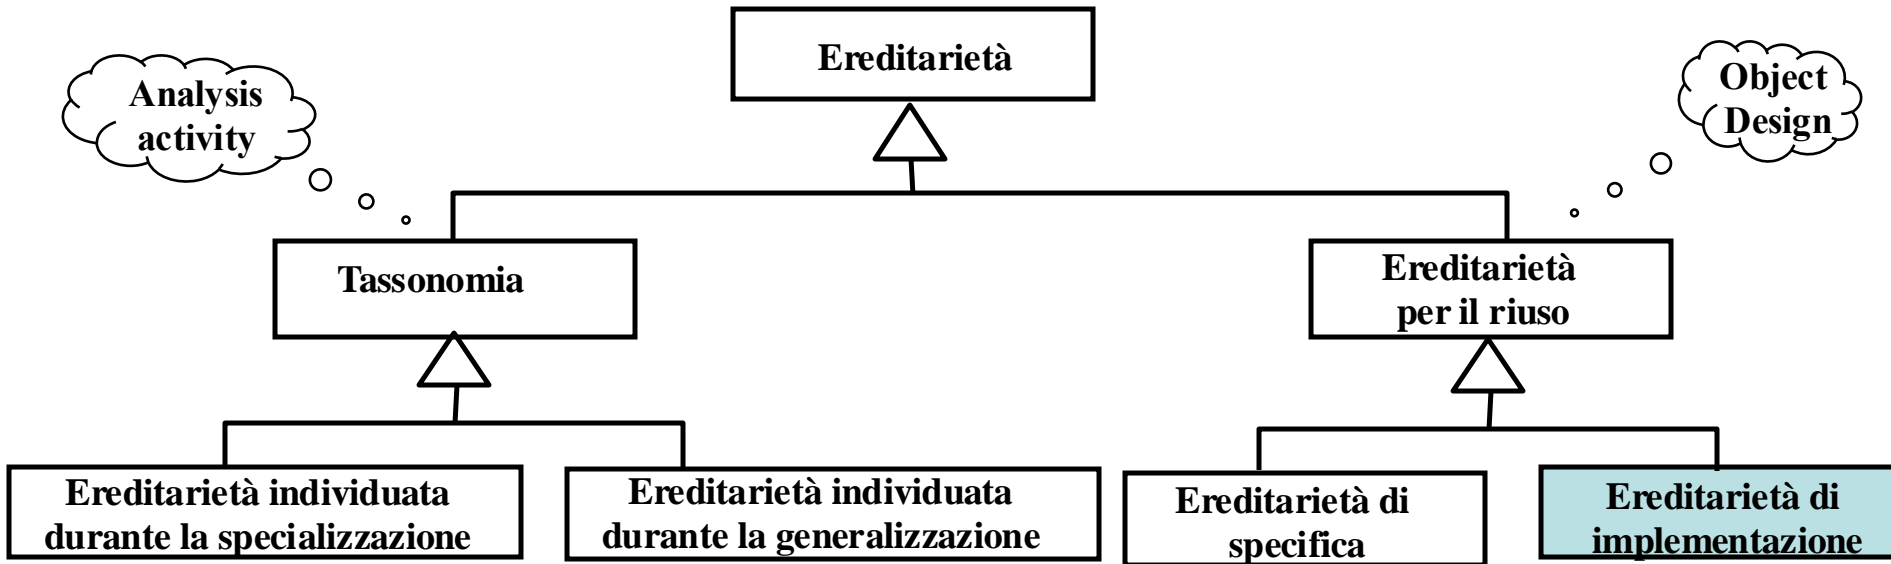 Ereditarietà
Analysis
activity
Object
Design
Tassonomia
Ereditarietà
per il riuso
Ereditarietà individuata
durante la specializzazione
Ereditarietà individuata
durante la generalizzazione
Ereditarietà di
specifica
Ereditarietà di
implementazione